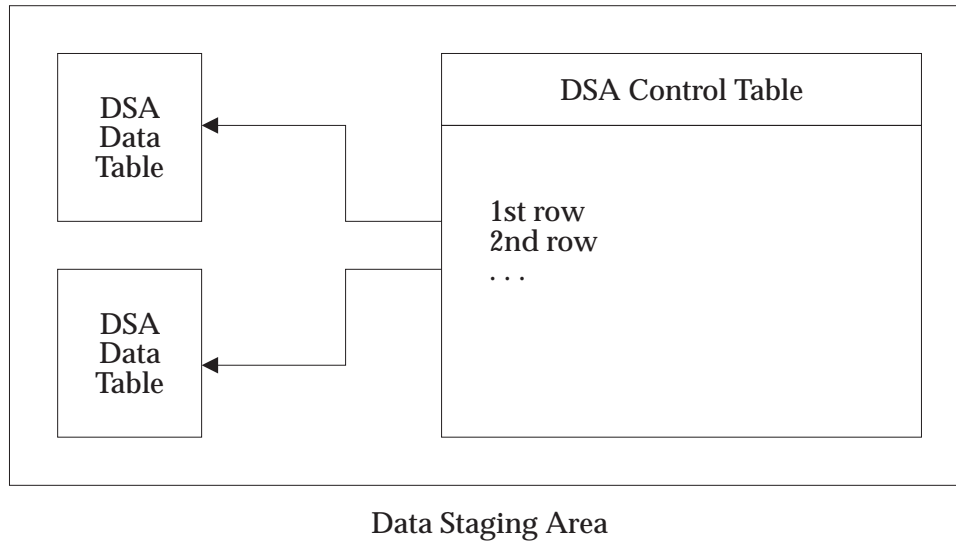 DSA
Data
Table
DSA Control Table
1st row
2nd row
. . .
DSA
Data
Table
Data Staging Area